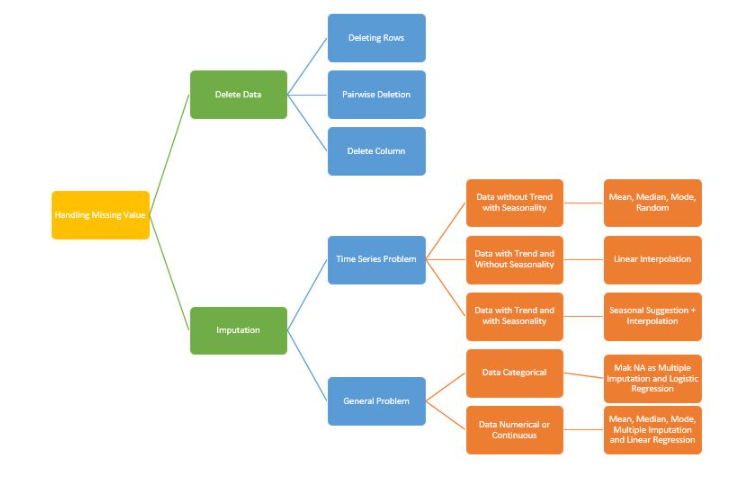 Deleting Rows
Delete Data
Pairwise Deletion
Delete Column
Handling Missing Value
Data without Trend
with Seasonality
Mean, Median, Mode,
Random
Time Series Problem
Data with Trend and
Without Seasonality
Linear Interpolation
Data with Trend and
with Seasonality
Seasonal Suggestion +
Interpolation
Imputation
Data Categorical
Mak NA as Multiple
Imputation and Logistic
Regression
General Problem
Data Numerical or
Continuous
Mean, Median, Mode,
Multiple Imputation
and Linear Regression